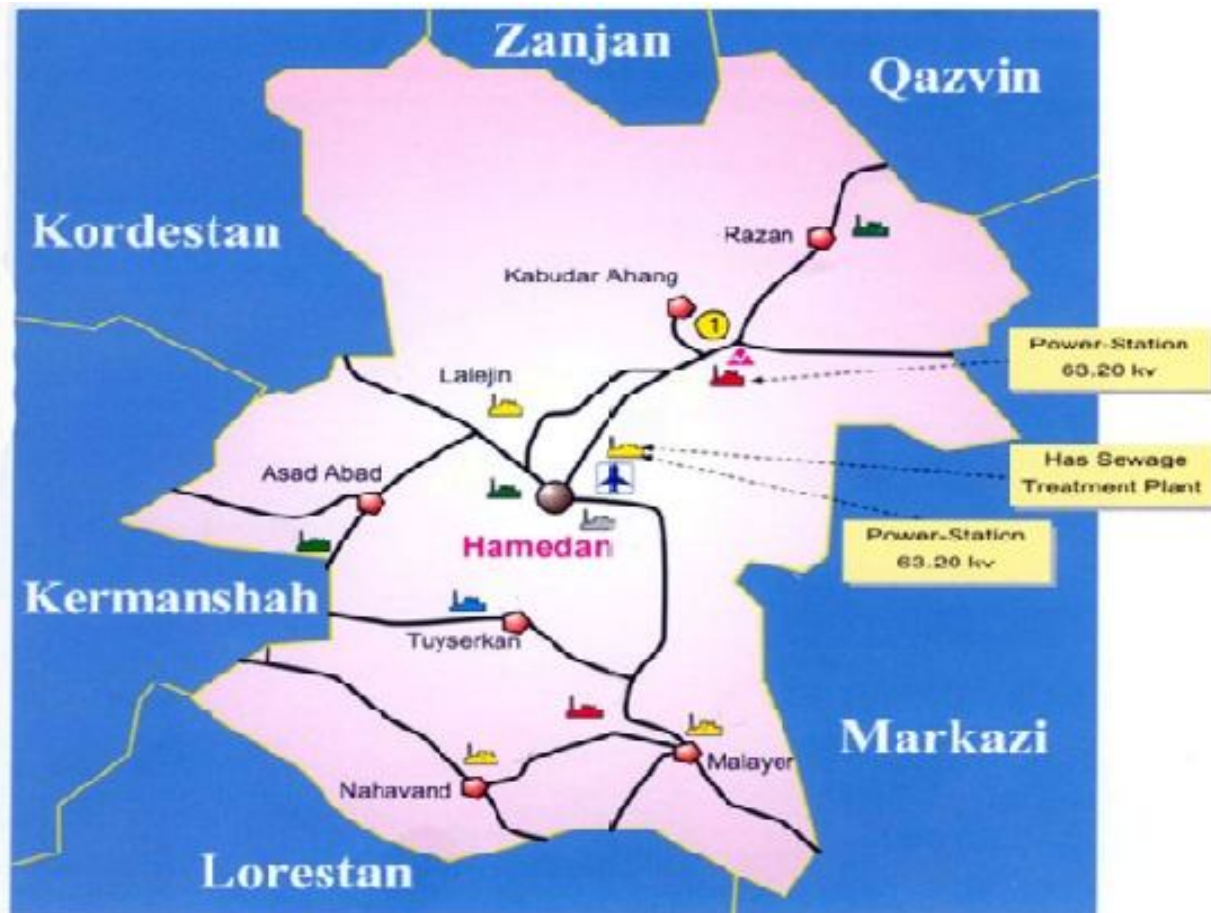 Zanjan
Qazvin
Kordestan
Razan
Kabudar Ahang
1
Power-Station
63.20 kv
Lalejin
Has Sewage
Treatment Plant
Asad Abad
Power-Station
63.20 kv
Hamedan
Kermanshah
Tuyserkan
Markazi
Malayer
Nahavand
Lorestan